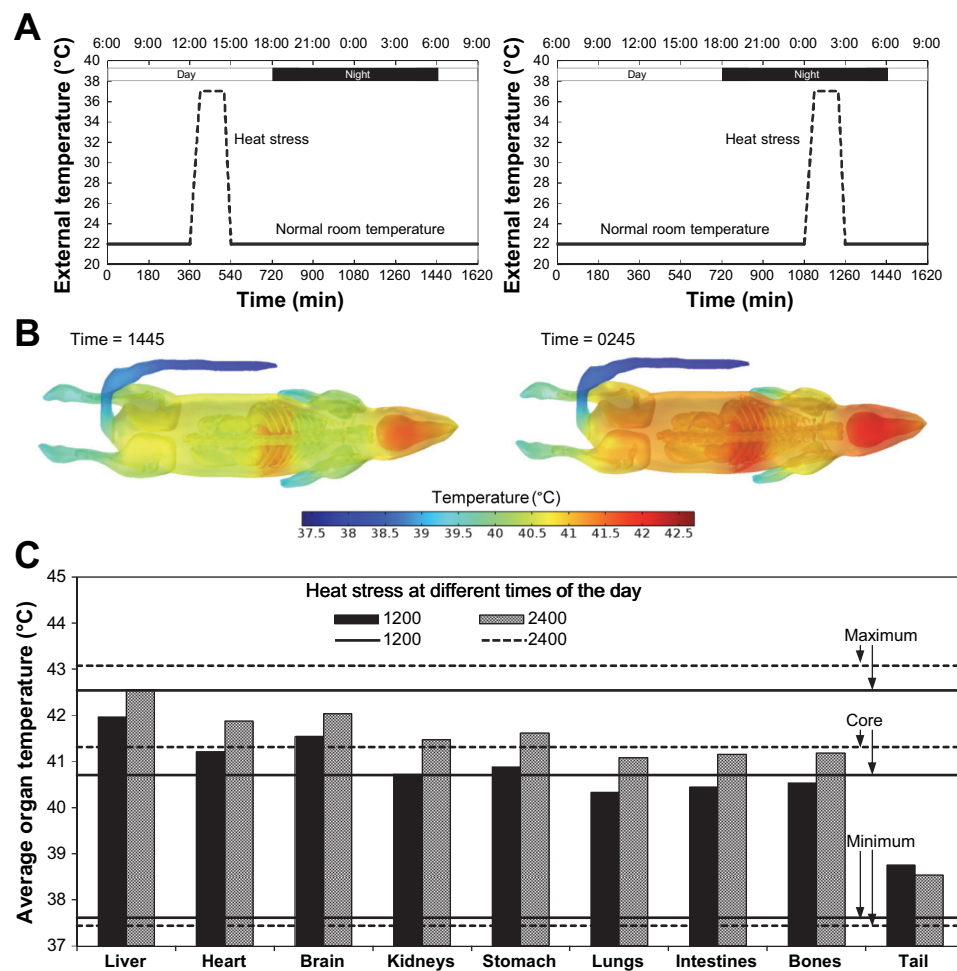 A
6:00 9:00 12:00 15:00 18:00 21:00 0:00 3:00 6:00
External temperature (°C)
40
38
36
34
32
30
28
26
24
22
20
Day
Night
Heat stress
Normal room temperature
0 180 360 540 720 900 1080 1260 1440 1620
Time (min)
6:00 9:00 12:00 15:00 18:00 21:00 0:00 3:00 6:00
External temperature (°C)
40
38
36
34
32
30
28
26
24
22
20
Day
Night
Heat stress
Normal room temperature
0 180 360 540 720 900 1080 1260 1440 1620
Time (min)
B
Time = 1445
Time = 0245
Temperature (°C)
37.5 38 38.5 39 39.5 40 40.5 41 41.5 42 42.5
C
Average organ temperature (°C)
45
44
43
42
41
40
39
38
37
Heat stress at different times of the day
1200 2400
1200 2400
Maximum
Core
Minimum
Liver Heart Brain Kidneys Stomach Lungs Intestines Bones Tail